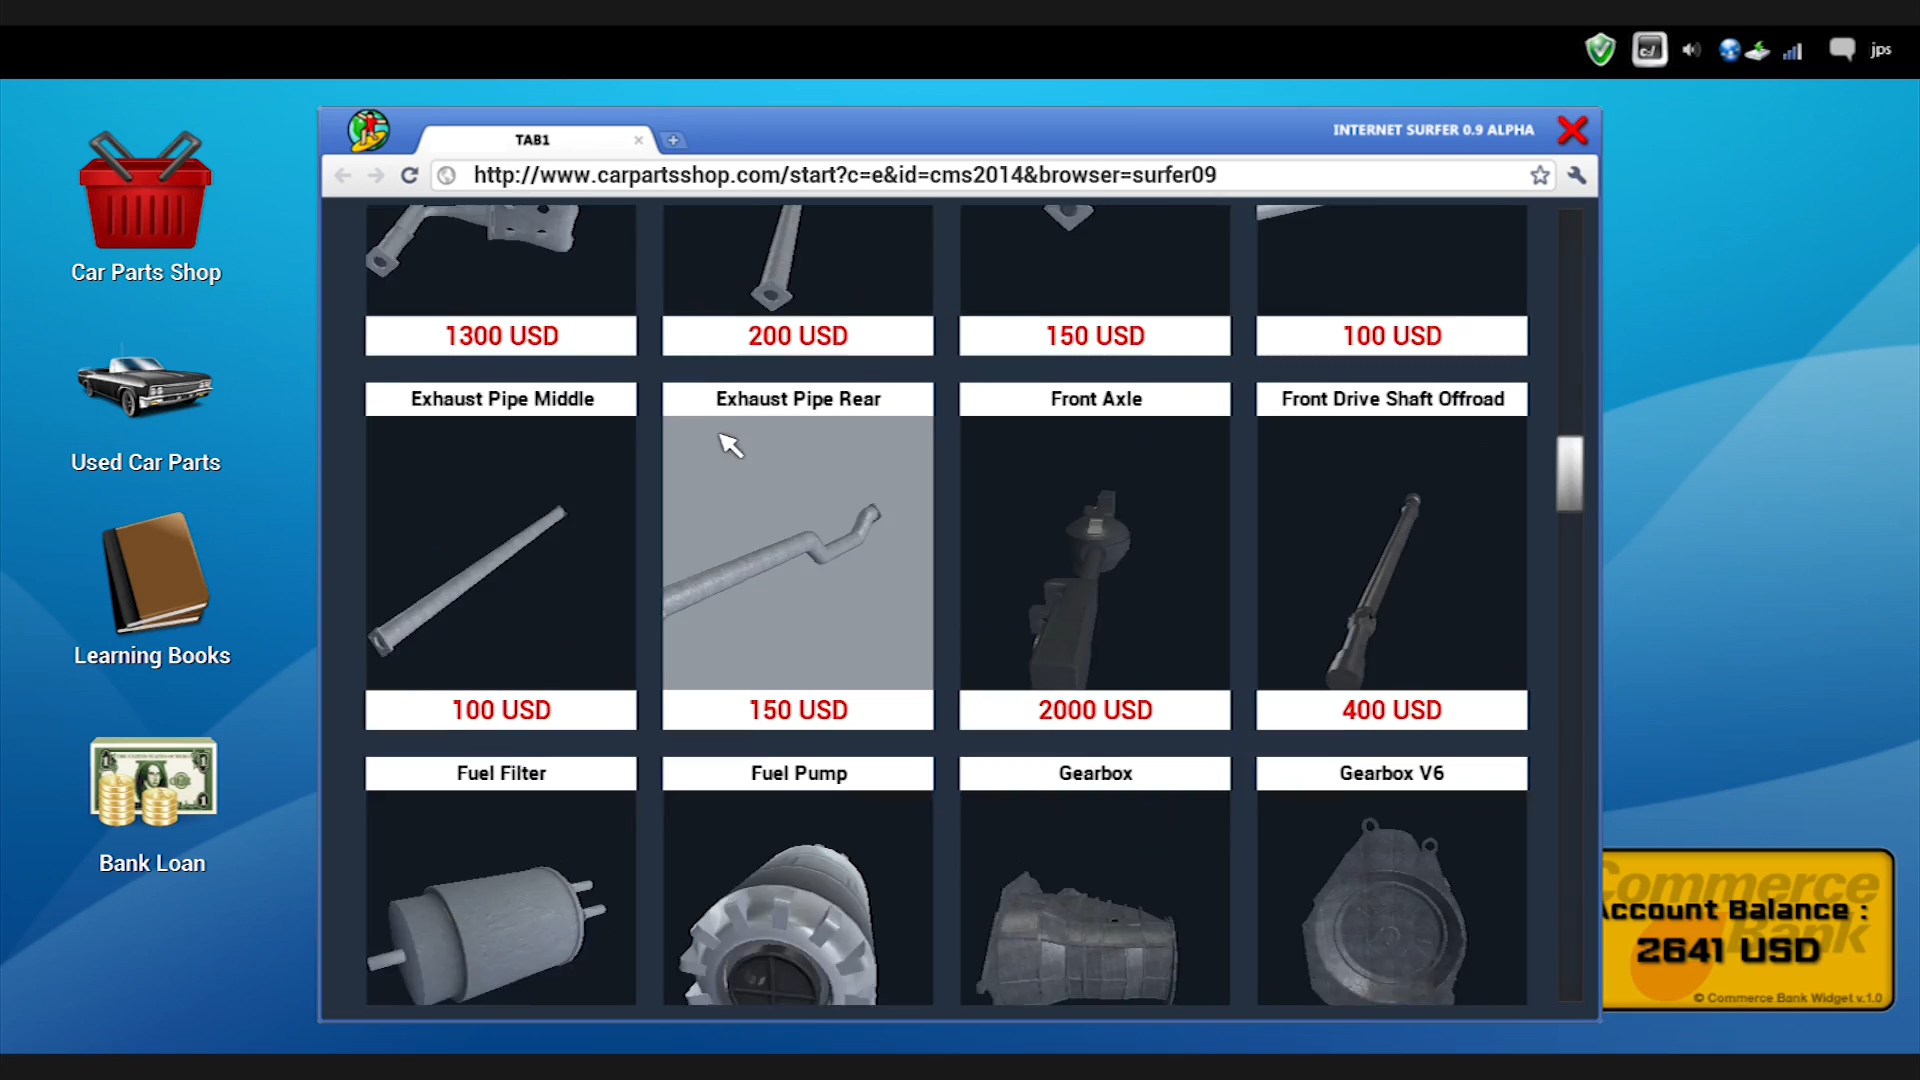 jps
TAB1
INTERNET SURFER 0.9 ALPHA
http://www.carpartsshop.com/start?c=e&id=cms2014&browser=surfer09
Car Parts Shop
Used Car Parts
Learning Books
Bank Loan
1300 USD
200 USD
150 USD
100 USD
Exhaust Pipe Middle
Exhaust Pipe Rear
Front Axle
Front Drive Shaft Offroad
100 USD
150 USD
2000 USD
400 USD
Fuel Filter
Fuel Pump
Gearbox
Gearbox V6
Commerce Bank
Account Balance :
2641 USD
© Commerce Bank Widget v.1.0